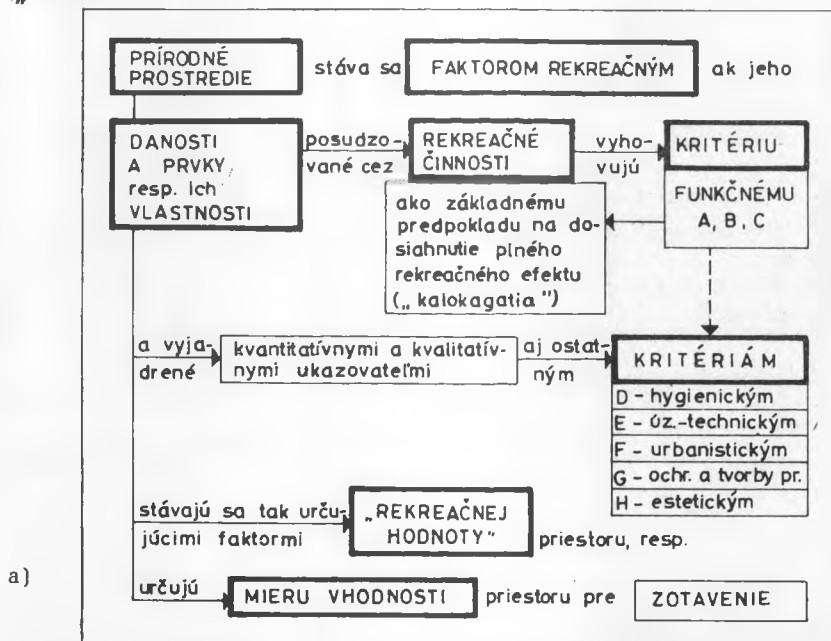 PRÍRODNÉ
PROSTREDIE
stáva sa
FAKTOROM REKREAČNÝM
ak jeho
DANOSTI
A PRVKY,
resp. ich
VLASTNOSTI
posudzo-
vané cez
REKREAČNÉ
ČINNOSTI
vyho-
vujú
KRITÉRIU
FUNKČNÉMU
A, B, C
ako základnému
predpokladu na do-
siahnutie plného
rekreačného efektu
(„kalokagatia")
a vyja-
drené
kvantitatívnymi a kvalitatív-
nymi ukazovateľmi
aj ostat-
ným
KRITÉRIÁM
D - hygienickým
E - úz.-technickým
F - urbanistickým
G - ochr. a tvorby pr.
H - estetickým
stávajú sa tak urču-
júcimi faktormi
„REKREAČNEJ
HODNOTY"
priestoru, resp.
a)
určujú
MIERU VHODNOSTI
priestoru pre
ZOTAVENIE